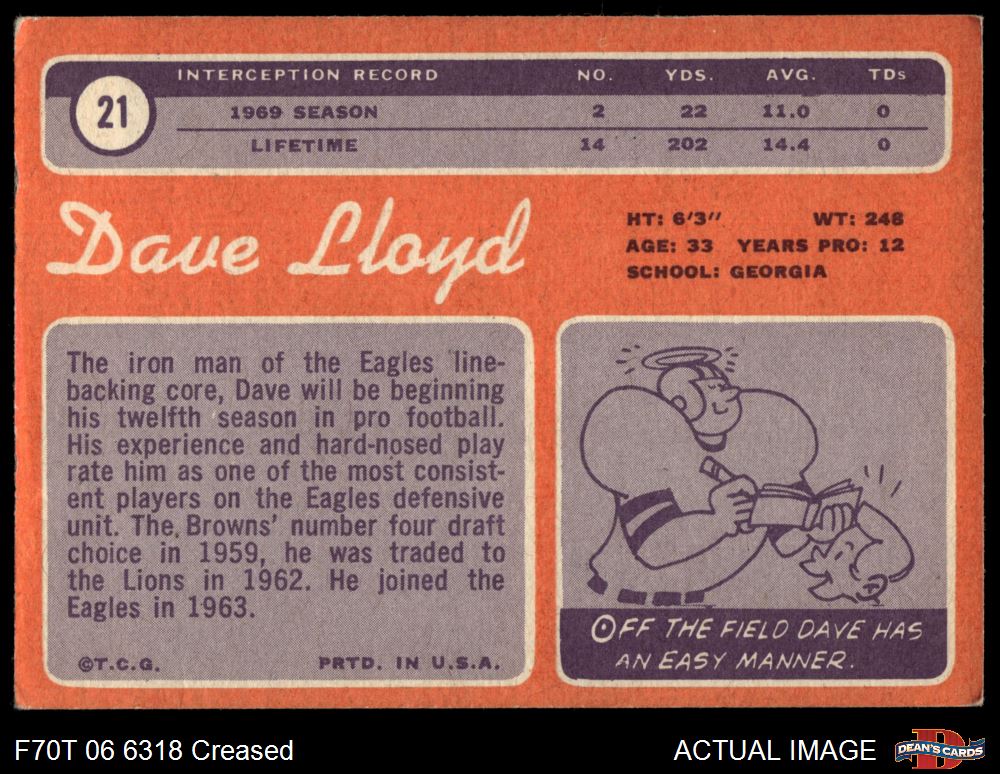 INTERCEPTION RECORD NO. YDS. AVG. TDs
21
1969 SEASON 2 22 11.0 0
LIFETIME 14 202 14.4 0
Dave Lloyd
HT: 6'3" WT: 248
AGE: 33 YEARS PRO: 12
SCHOOL: GEORGIA
The iron man of the Eagles line-
backing core, Dave will be beginning
his twelfth season in pro football.
His experience and hard-nosed play
rate him as one of the most consist-
ent players on the Eagles defensive
unit. The Browns' number four draft
choice in 1959, he was traded to
the Lions in 1962. He joined the
Eagles in 1963.
©T.C.G. PRTD. IN U.S.A.
OFF THE FIELD DAVE HAS
AN EASY MANNER.
F70T 06 6318 Creased
ACTUAL IMAGE
D
DEAN'S CARDS